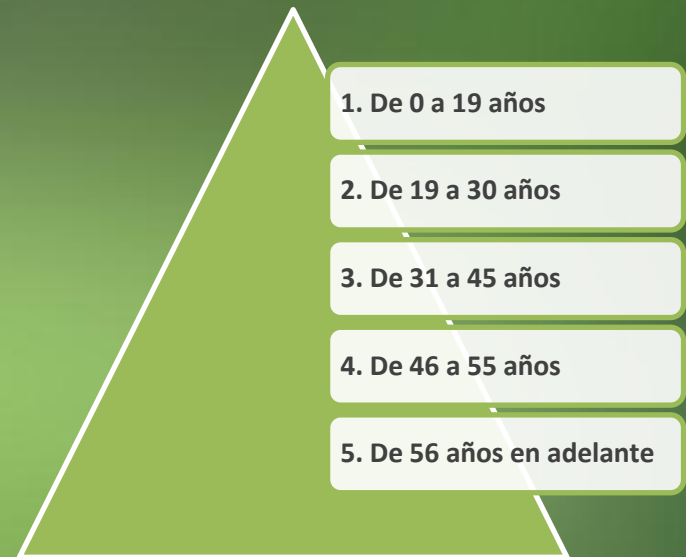 1. De 0 a 19 años
2. De 19 a 30 años
3. De 31 a 45 años
4. De 46 a 55 años
5. De 56 años en adelante